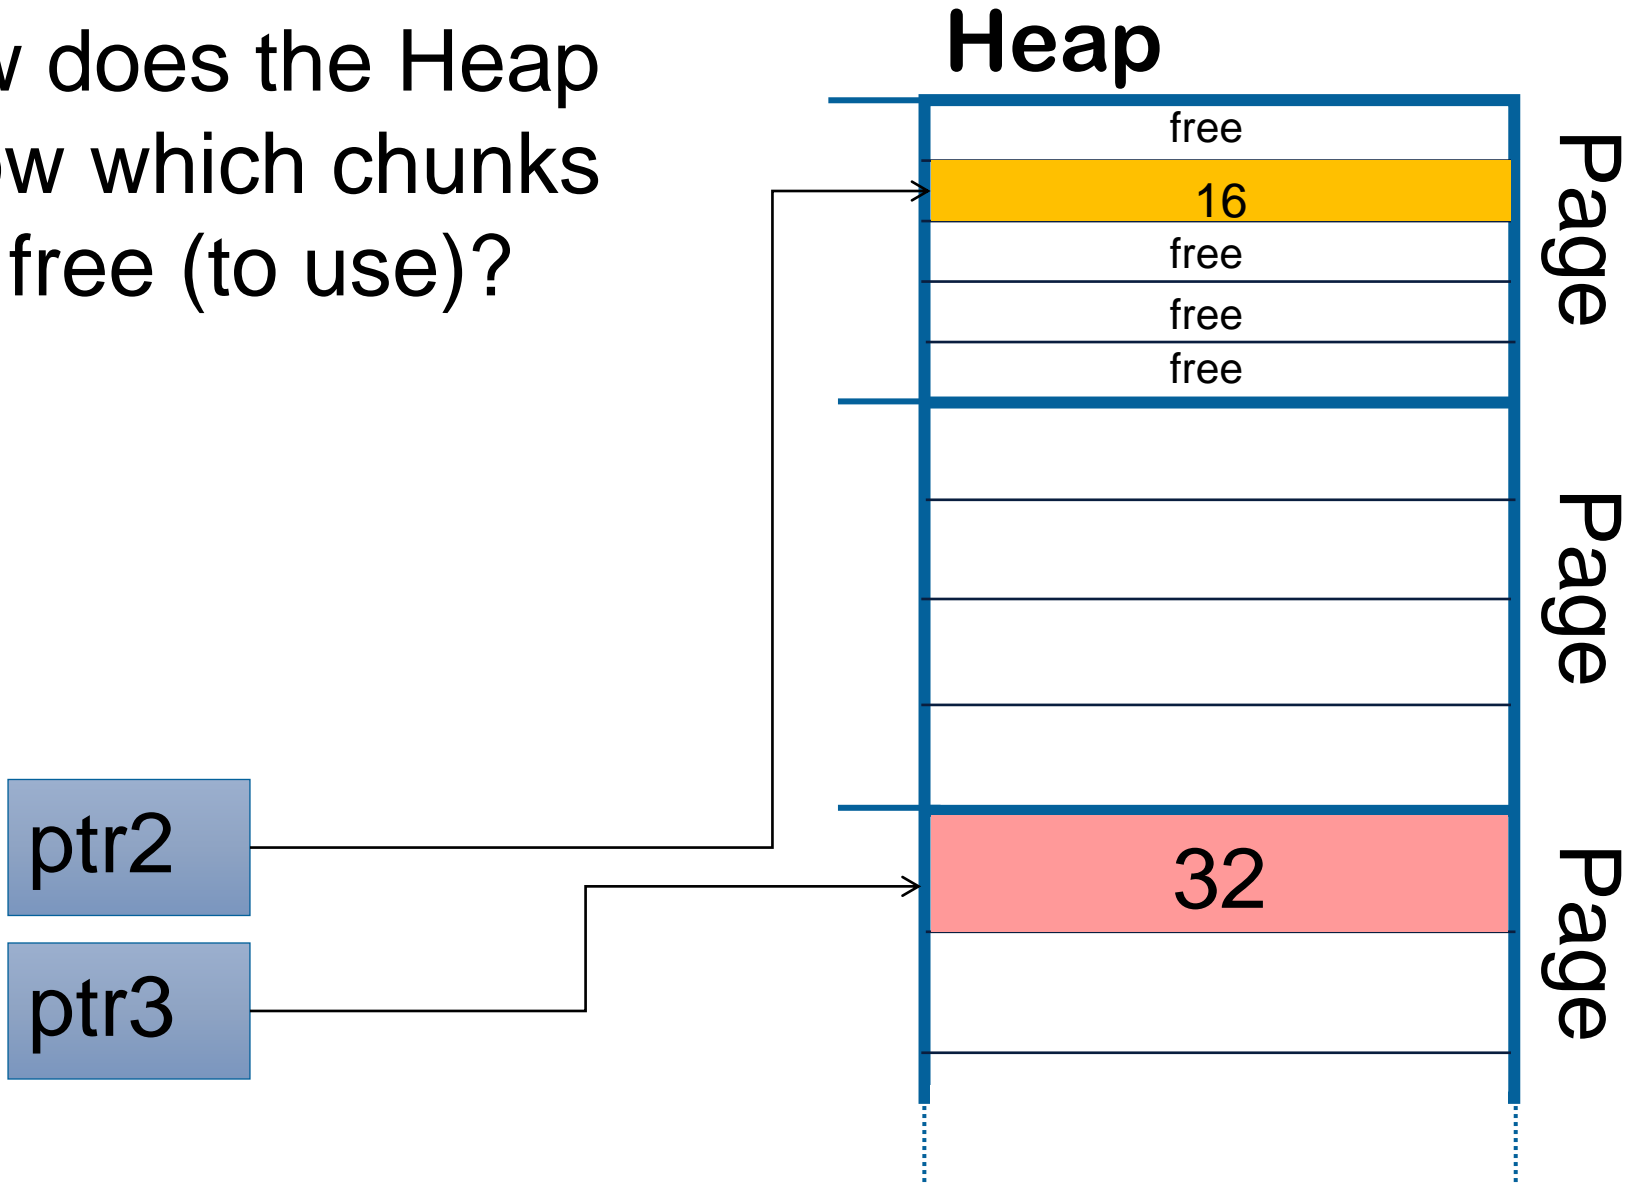 w does the Heap
ow which chunks
free (to use)?
Heap
free
16
free
free
free
32
Page
Page
Page
ptr2
ptr3